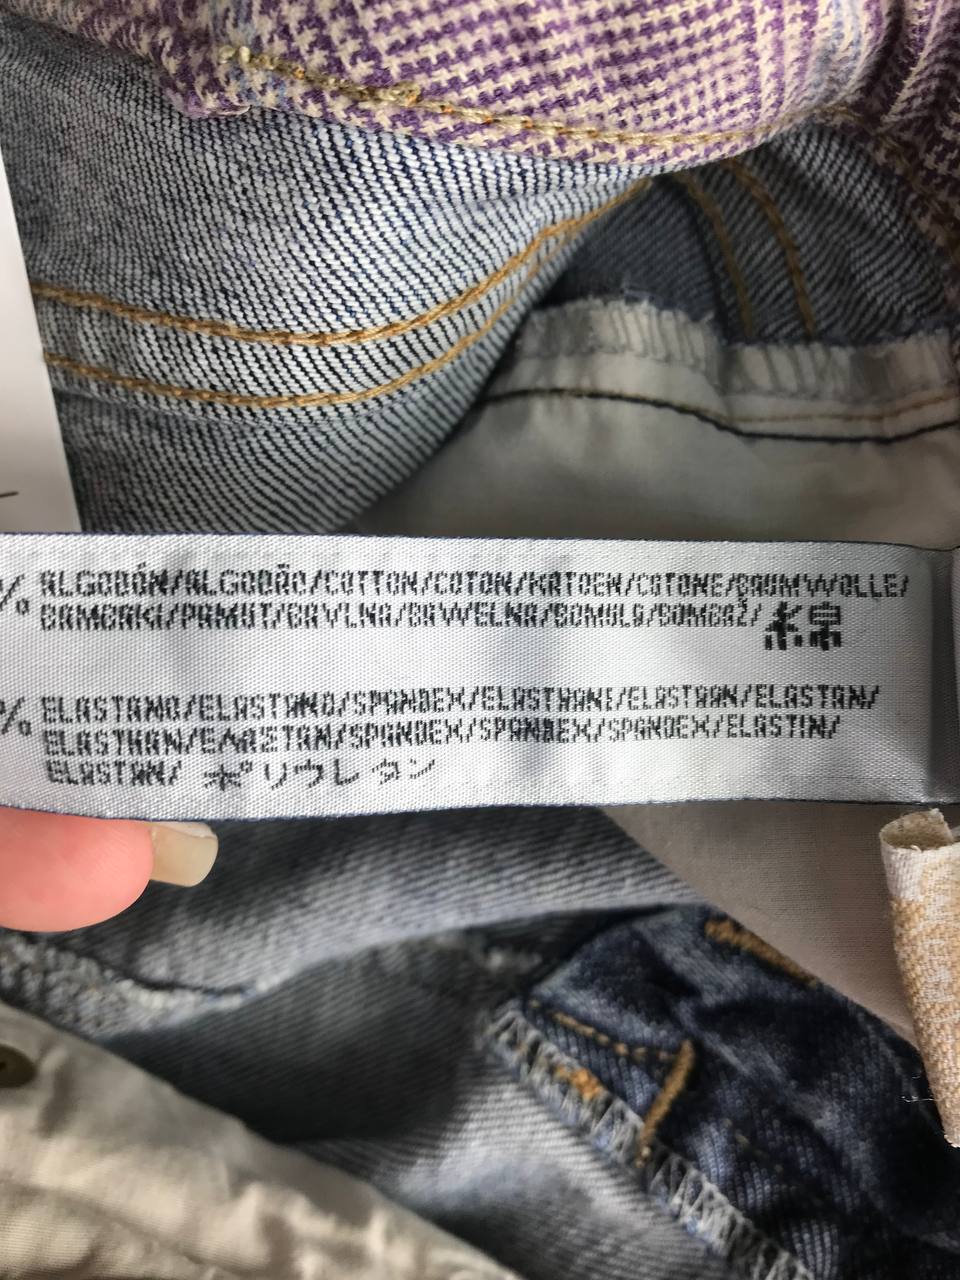 % ALGODÓN/ALGODÃO/COTTON/COTON/KATOEN/COTONE/BAUMWOLLE/
BAMBAKI/PAMUT/BAVLNA/BAWEŁNA/BOMULD/BOMBAŽ/ 綿
% ELASTANO/ELASTANO/SPANDEX/ELASTHANE/ELASTAAN/ELASTAN/
ELASTHAN/ΕΛΑΣΤΑΝ/SPANDEX/SPANDEX/SPANDEX/ELASTIN/
ELASTAN/ ポリウレタン